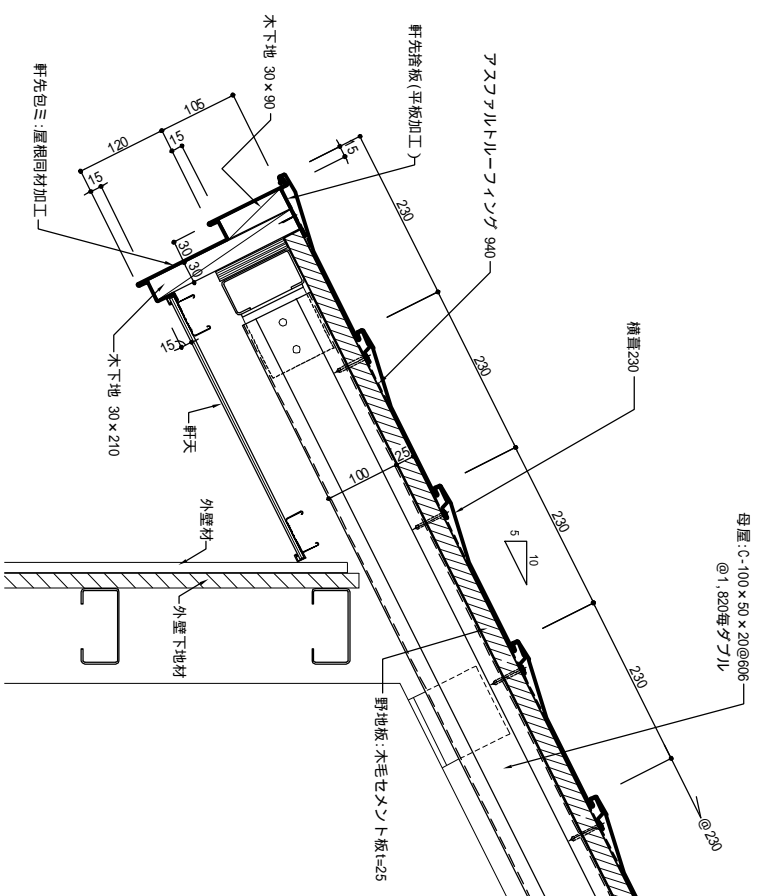 木下地 30×90
軒先捨板(平板加工)
アスファルトルーフィング 940
横葺230
母屋:C-100×50×20@606
@1,820毎ダブル
軒先包ミ:屋根同材加工
105
120
15
15
5
230
230
230
230
@230
30
30
15
25
100
10
5
木下地 30×210
軒天
外壁材
外壁下地材
野地板:木毛セメント板t=25